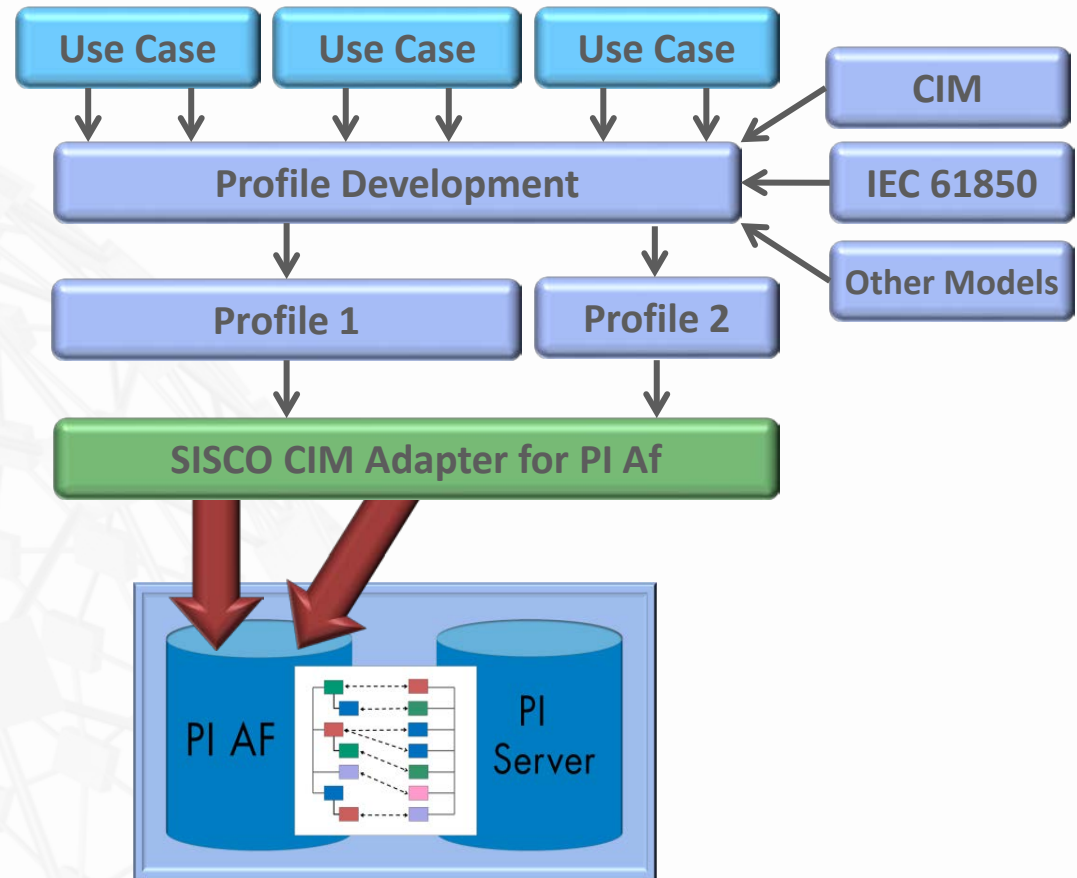 Use Case
Use Case
Use Case
CIM
Profile Development
IEC 61850
Other Models
Profile 1
Profile 2
SISCO CIM Adapter for PI Af
PI AF
PI
Server